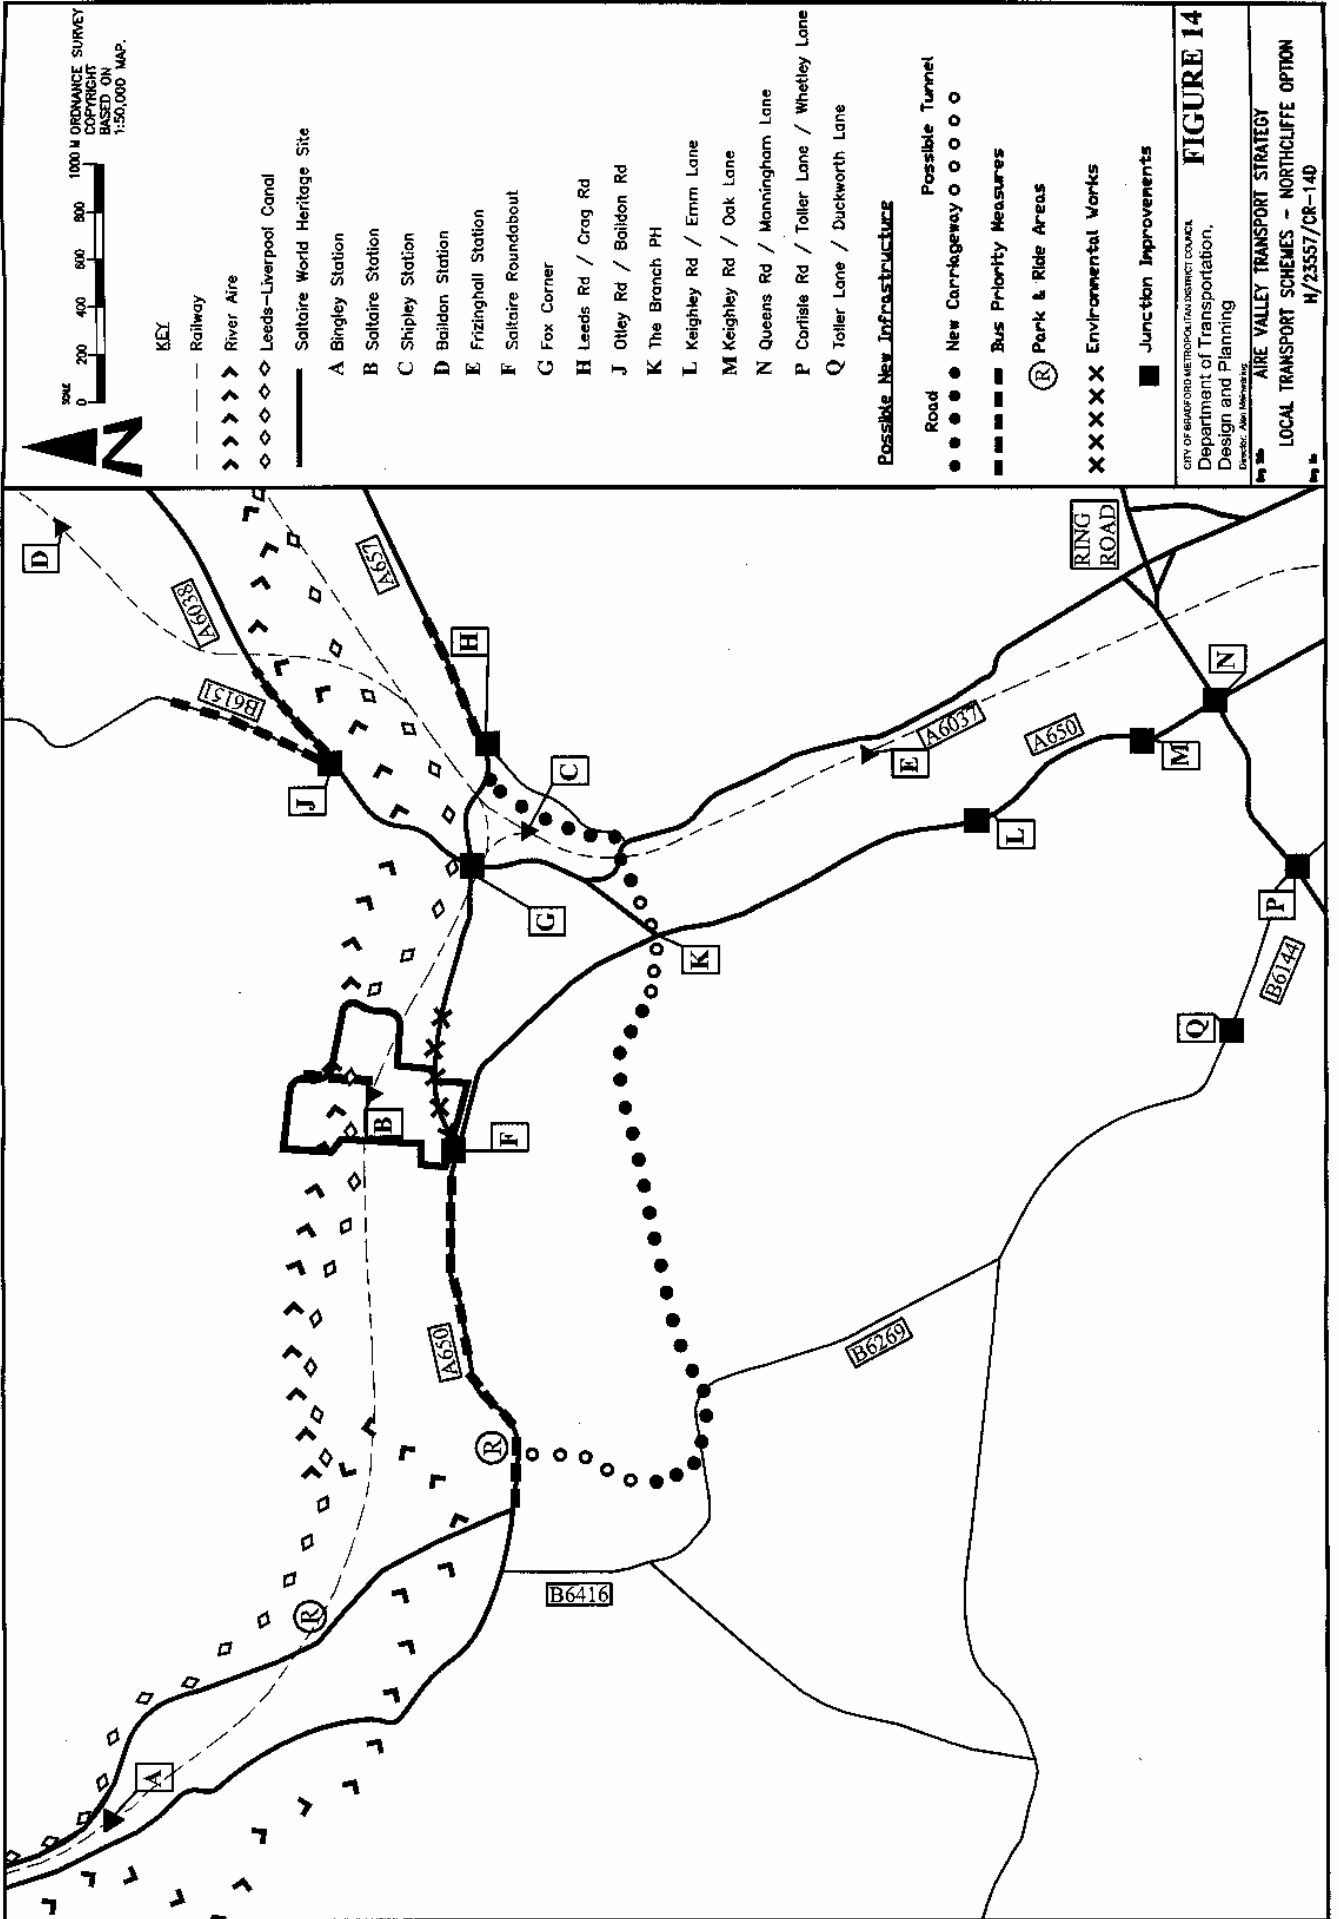 SCALE
0 200 400 600 800 1000 M
ORDNANCE SURVEY
COPYRIGHT
BASED ON
1:50,000 MAP.
N
KEY
Railway
River Aire
Leeds-Liverpool Canal
Saltaire World Heritage Site
A Bingley Station
B Saltaire Station
C Shipley Station
D Baildon Station
E Frizinghall Station
F Saltaire Roundabout
G Fox Corner
H Leeds Rd / Crag Rd
J Otley Rd / Baildon Rd
K The Branch PH
L Keighley Rd / Emm Lane
M Keighley Rd / Oak Lane
N Queens Rd / Manningham Lane
P Carlisle Rd / Toller Lane / Whetley Lane
Q Toller Lane / Duckworth Lane
Possible New Infrastructure
Road
Possible Tunnel
New Carriageway
Bus Priority Measures
R Park & Ride Areas
Environmental Works
Junction Improvements
CITY OF BRADFORD METROPOLITAN DISTRICT COUNCIL
Department of Transportation,
Design and Planning
FIGURE 14
AIRE VALLEY TRANSPORT STRATEGY
LOCAL TRANSPORT SCHEMES - NORTHCLIFFE OPTION
H/23557/CR-14D
D
A6038
B6151
A657
H
J
C
G
K
E
A6037
A650
RING
ROAD
N
M
L
P
B6144
Q
B
F
A650
R
B6269
R
B6416
A